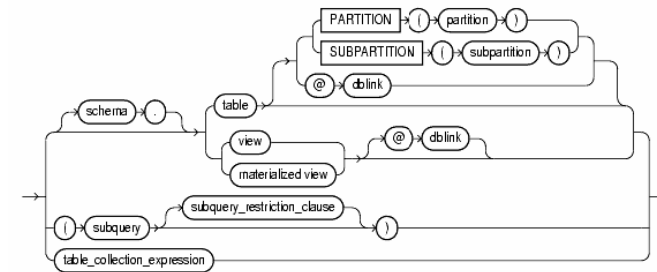 PARTITION ( partition )
SUBPARTITION ( subpartition )
@ dblink
table
schema .
view
@ dblink
materialized view
subquery_restriction_clause
( subquery )
table_collection_expression